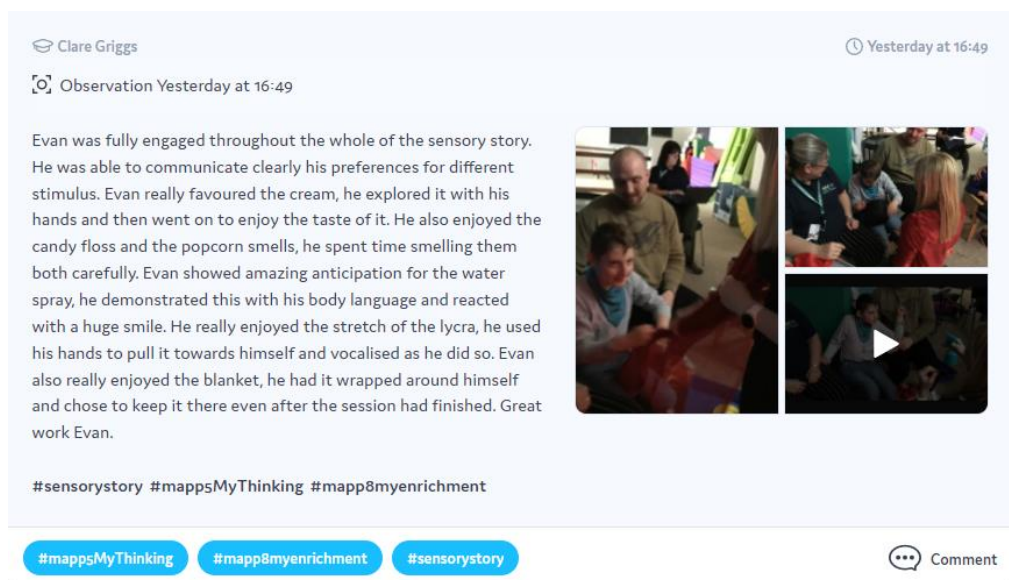 Clare Griggs
Yesterday at 16:49
Observation Yesterday at 16:49
Evan was fully engaged throughout the whole of the sensory story.
He was able to communicate clearly his preferences for different
stimulus. Evan really favoured the cream, he explored it with his
hands and then went on to enjoy the taste of it. He also enjoyed the
candy floss and the popcorn smells, he spent time smelling them
both carefully. Evan showed amazing anticipation for the water
spray, he demonstrated this with his body language and reacted
with a huge smile. He really enjoyed the stretch of the lycra, he used
his hands to pull it towards himself and vocalised as he did so. Evan
also really enjoyed the blanket, he had it wrapped around himself
and chose to keep it there even after the session had finished. Great
work Evan.
#sensorystory #mapp5MyThinking #mapp8myenrichment
#mapp5MyThinking #mapp8myenrichment #sensorystory
Comment